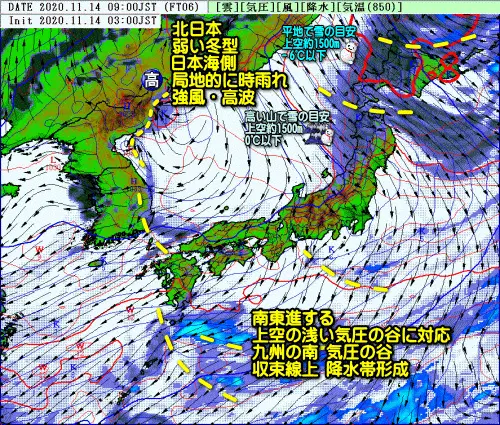 DATE 2020.11.14 09:00JST (FT06) [雲][気圧][風][降水][気温(850)]
Init 2020.11.14 03:00JST
北日本
弱い冬型
日本海側
局地的に時雨れ
強風・高波
高
平地で雪の目安
上空約1500m
-6℃以下
高い山で雪の目安
上空約1500m
0℃以下
南東進する
上空の浅い気圧の谷に対応
九州の南 気圧の谷
収束線上 降水帯形成